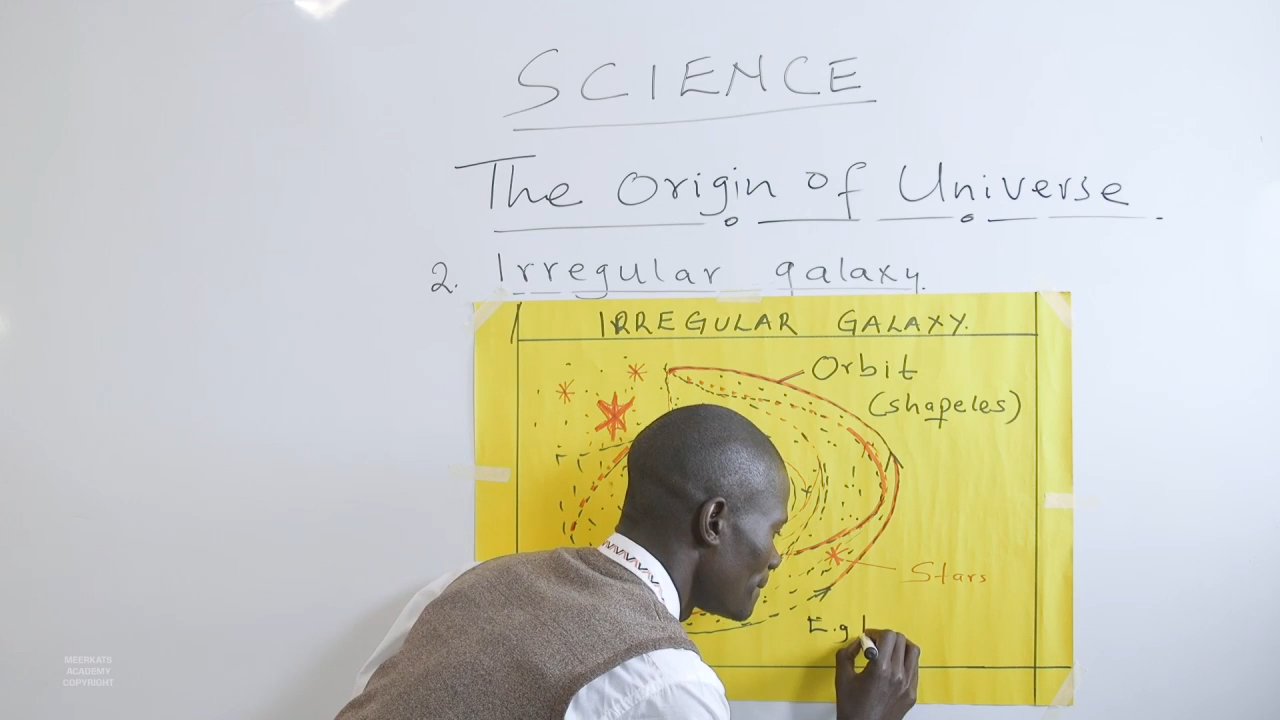 SCIENCE
The Origin of Universe
2. Irregular galaxy.
IRREGULAR GALAXY.
Orbit
(shapeles)
Stars
E.g
MEERKATS
ACADEMY
COPYRIGHT